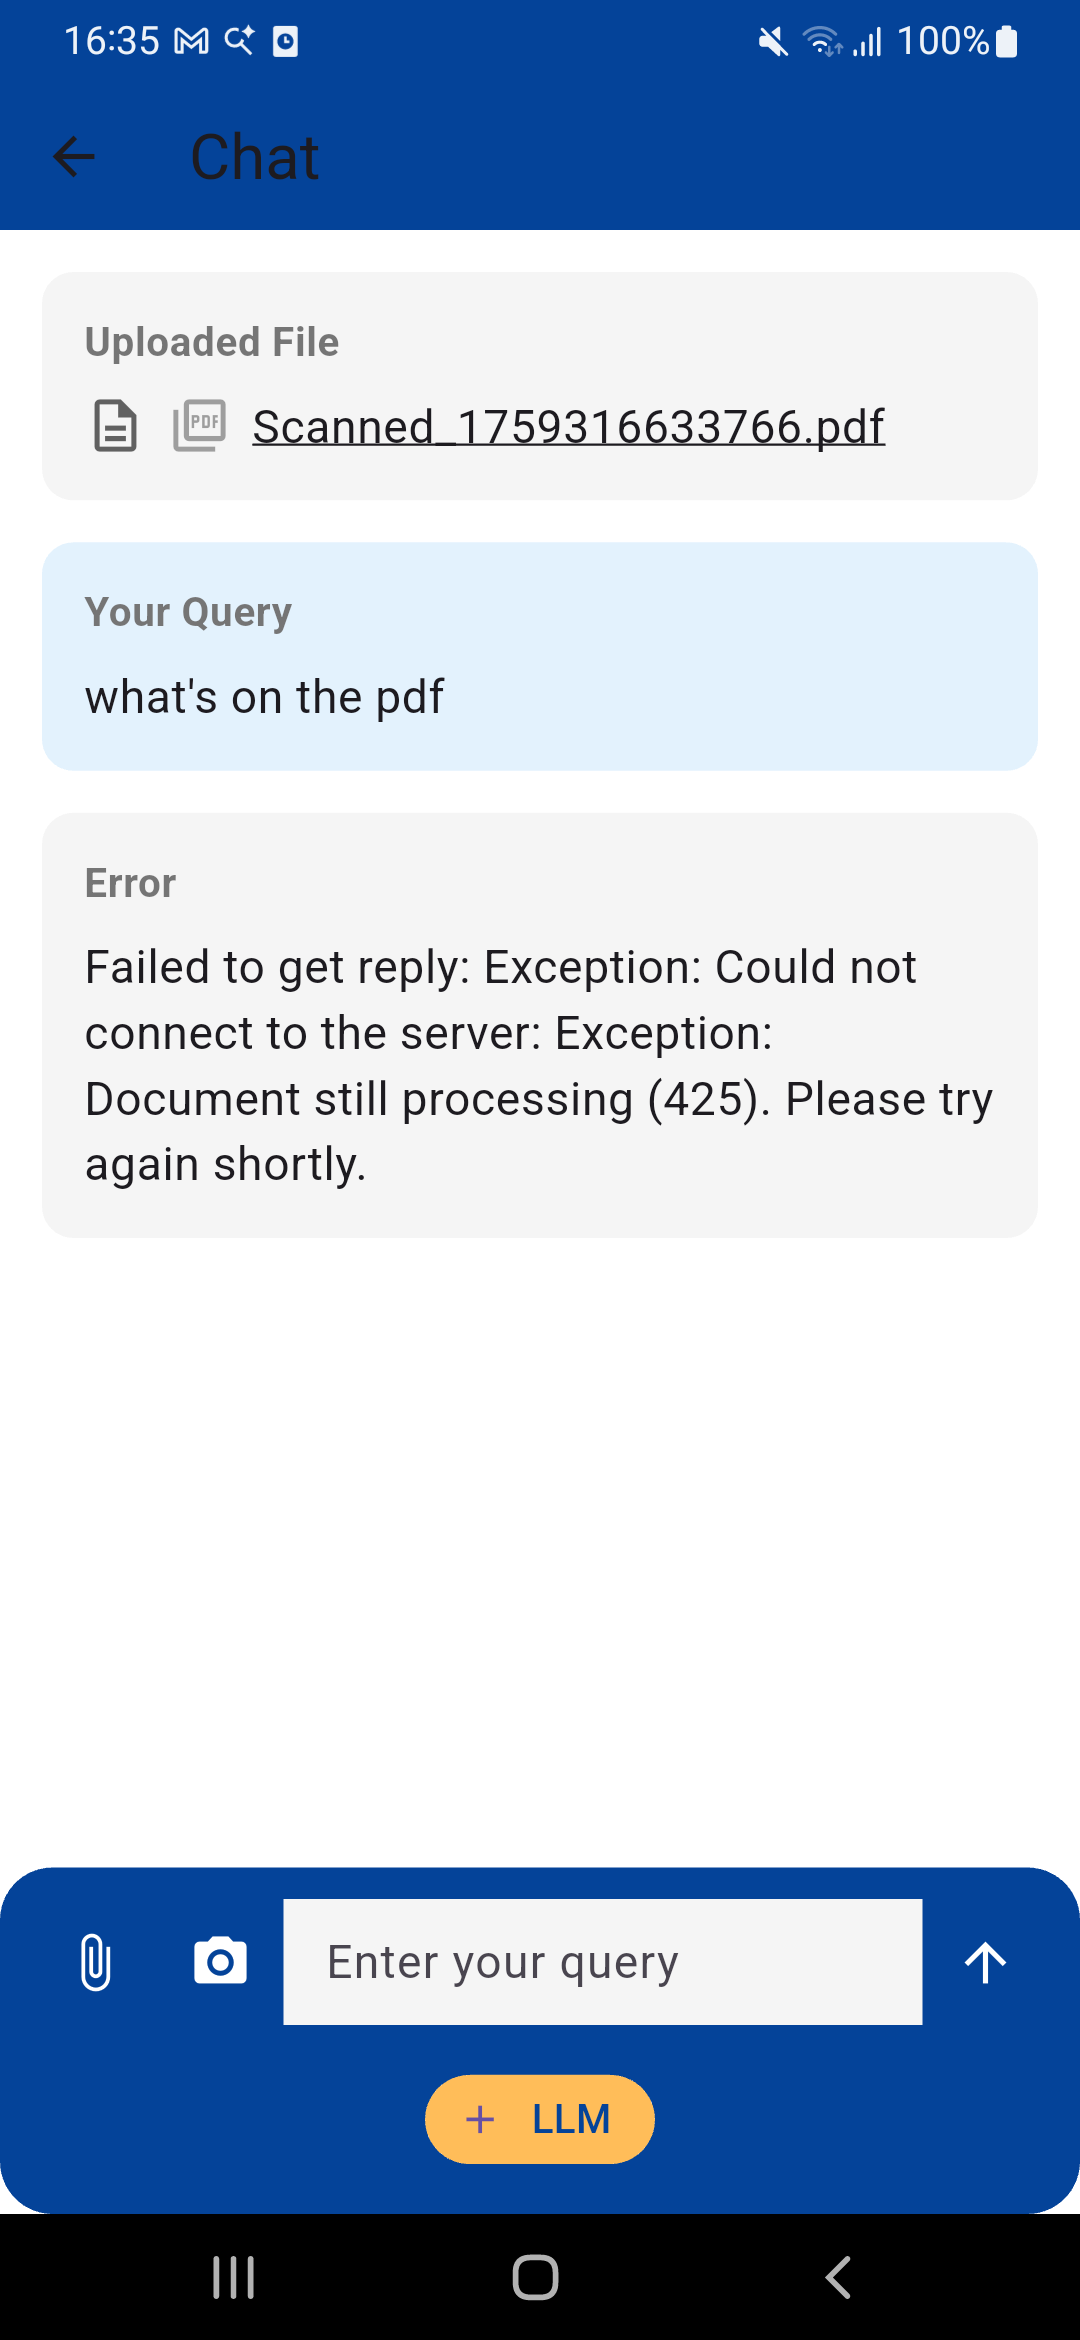 16:35 100%
Chat
Uploaded File
PDF Scanned_1759316633766.pdf
Your Query
what's on the pdf
Error
Failed to get reply: Exception: Could not
connect to the server: Exception:
Document still processing (425). Please try
again shortly.
Enter your query
+ LLM